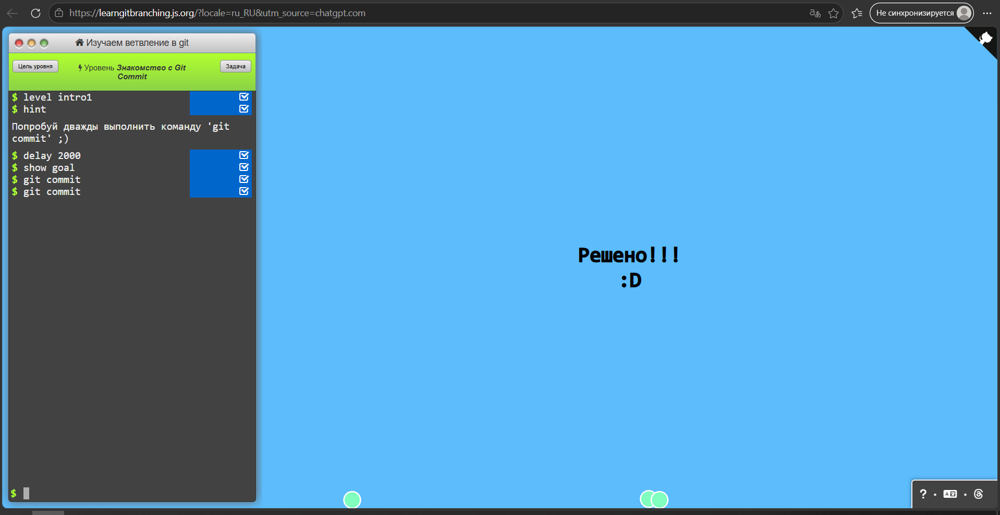 https://learngitbranching.js.org/?locale=ru_RU&utm_source=chatgpt.com
Не синхронизируется
Изучаем ветвление в git
Цель уровня
Уровень Знакомство с Git
Commit
Задача
$ level intro1
$ hint
Попробуй дважды выполнить команду 'git
commit' ;)
$ delay 2000
$ show goal
$ git commit
$ git commit
$
Решено!!!
:D